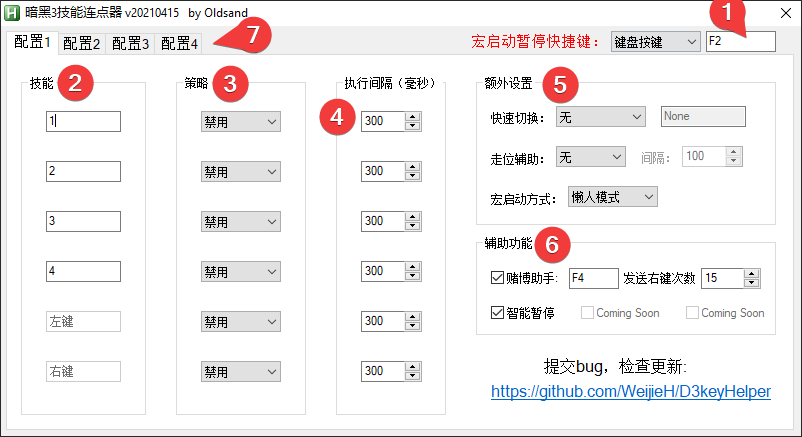 暗黑3技能连点器 v20210415 by Oldsand
1
配置1 配置2 配置3 配置4 7
宏启动暂停快捷键： 键盘按键 F2
技能 2
1
2
3
4
左键
右键
策略 3
禁用
禁用
禁用
禁用
禁用
禁用
执行间隔（毫秒）
4
300
300
300
300
300
300
额外设置 5
快速切换： 无 None
走位辅助： 无 间隔： 100
宏启动方式： 懒人模式
辅助功能 6
赌博助手: F4 发送右键次数 15
智能暂停 Coming Soon Coming Soon
提交bug，检查更新:
https://github.com/WeijieH/D3keyHelper